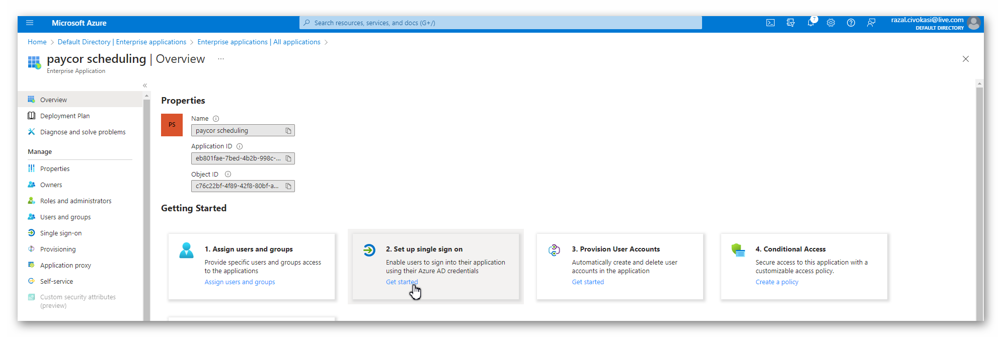 Microsoft Azure
Search resources, services, and docs (G+/)
7
razal.civokasi@live.com
DEFAULT DIRECTORY
Home > Default Directory | Enterprise applications > Enterprise applications | All applications >
paycor scheduling | Overview ...
Enterprise Application
Overview
Deployment Plan
Diagnose and solve problems
Manage
Properties
Owners
Roles and administrators
Users and groups
Single sign-on
Provisioning
Application proxy
Self-service
Custom security attributes
(preview)
Properties
PS
Name
paycor scheduling
Application ID
eb801fae-7bed-4b2b-998c-...
Object ID
c76c22bf-4f89-42f8-80bf-a...
Getting Started
1. Assign users and groups
Provide specific users and groups access
to the applications
Assign users and groups
2. Set up single sign on
Enable users to sign into their application
using their Azure AD credentials
Get started
3. Provision User Accounts
Automatically create and delete user
accounts in the application
Get started
4. Conditional Access
Secure access to this application with a
customizable access policy.
Create a policy